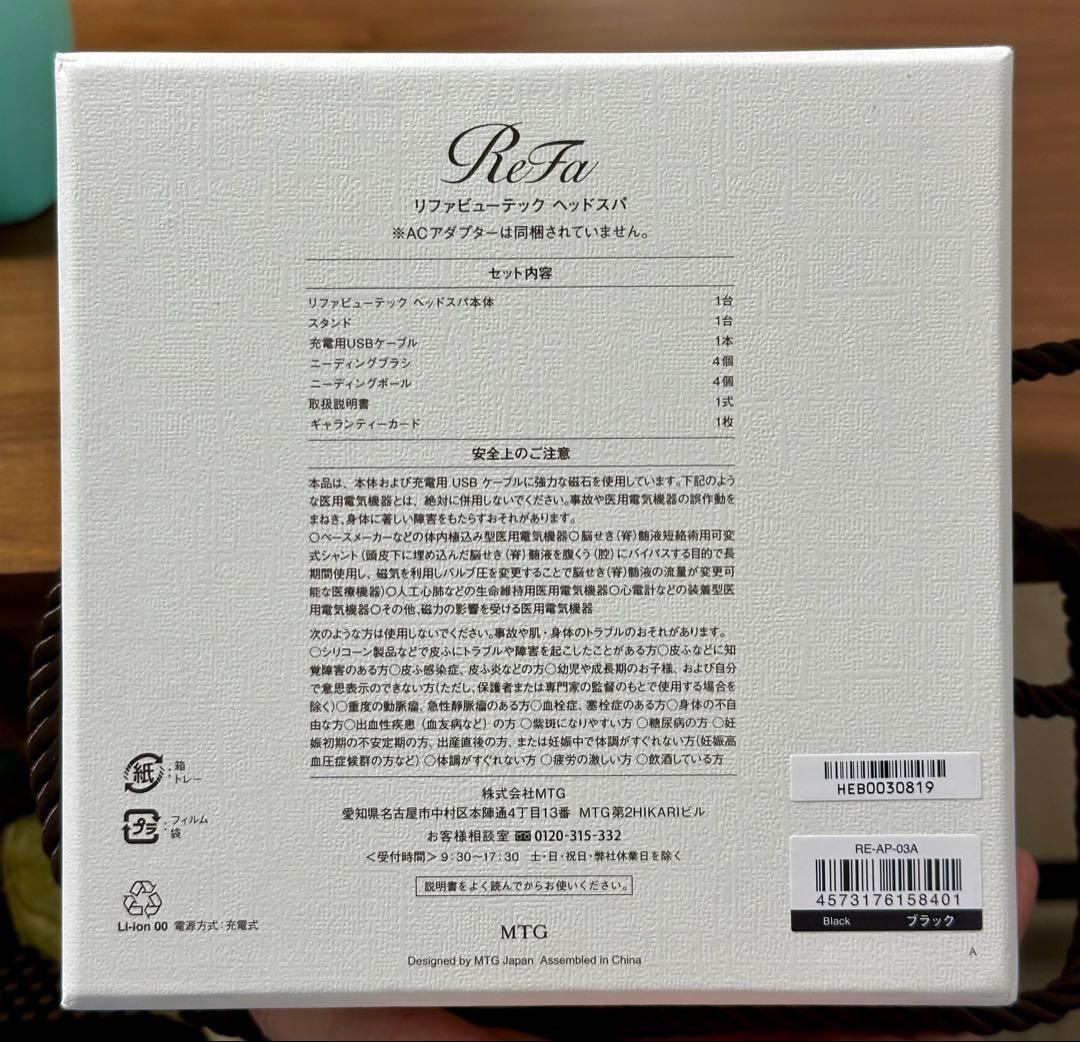 ReFa
リファビューテック ヘッドスパ
※ACアダプターは同梱されていません。
セット内容
リファビューテック ヘッドスパ本体 1台
スタンド 1台
充電用USBケーブル 1本
ニーディングブラシ 4個
ニーディングボール 4個
取扱説明書 1式
ギャランティーカード 1枚
安全上のご注意
本品は、本体および充電用 USB ケーブルに強力な磁石を使用しています。下記のよう
な医用電気機器とは、絶対に併用しないでください。事故や医用電気機器の誤作動を
まねき、身体に著しい障害をもたらすおそれがあります。
○ペースメーカーなどの体内植込み型医用電気機器○脳せき(脊)髄液短絡術用可変
式シャント(頭皮下に埋め込んだ脳せき(脊)髄液を腹くう(腔)にバイパスする目的で長
期間使用し、磁気を利用しバルブ圧を変更することで脳せき(脊)髄液の流量が変更可
能な医療機器)○人工心肺などの生命維持用医用電気機器○心電計などの装着型医
用電気機器○その他、磁力の影響を受ける医用電気機器
次のような方は使用しないでください。事故や肌・身体のトラブルのおそれがあります。
○シリコーン製品などで皮ふにトラブルや障害を起こしたことがある方○皮ふなどに知
覚障害のある方○皮ふ感染症、皮ふ炎などの方○幼児や成長期のお子様、および自分
で意思表示のできない方(ただし、保護者または専門家の監督のもとで使用する場合を
除く)○重度の動脈瘤、急性静脈瘤のある方○血栓症、塞栓症のある方○身体の不自
由な方○出血性疾患(血友病など)の方 ○紫斑になりやすい方 ○糖尿病の方 ○妊
娠初期の不安定期の方、出産直後の方、または妊娠中で体調がすぐれない方(妊娠高
血圧症候群の方など) ○体調がすぐれない方 ○疲労の激しい方 ○飲酒している方
株式会社MTG
愛知県名古屋市中村区本陣通4丁目13番 MTG第2HIKARIビル
お客様相談室 0120-315-332
<受付時間> 9:30~17:30 土・日・祝日・弊社休業日を除く
説明書をよく読んでからお使いください。
MTG
Designed by MTG Japan Assembled in China
紙 : 箱
トレー
プラ : フィルム
袋
Li-ion 00 電源方式:充電式
HEB0030819
RE-AP-03A
4573176158401
Black ブラック
A